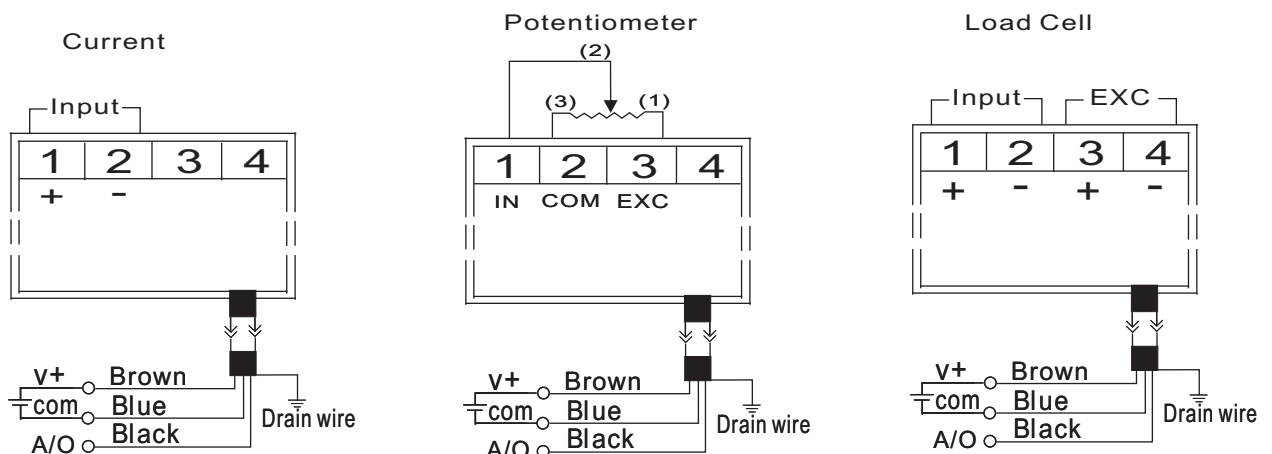 Current
Input
1 2 3 4
+ -
v+ Brown
com Blue
A/O Black
Drain wire
Potentiometer
(2)
(3) (1)
1 2 3 4
IN COM EXC
v+ Brown
com Blue
A/O Black
Drain wire
Load Cell
Input EXC
1 2 3 4
+ - + -
v+ Brown
com Blue
A/O Black
Drain wire